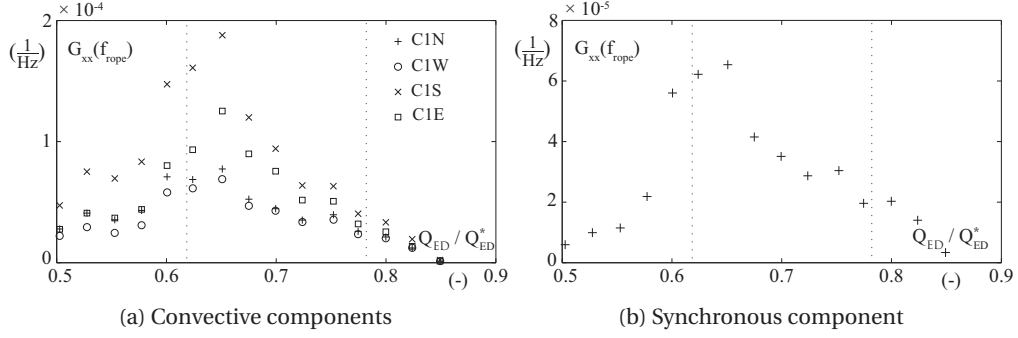 2 × 10⁻⁴
(1/Hz)
G_xx(f_rope)
+ C1N
○ C1W
× C1S
□ C1E
1
0
0.5 0.6 0.7 0.8 0.9
Q_ED / Q*_ED
(-)
(a) Convective components
8 × 10⁻⁵
(1/Hz)
G_xx(f_rope)
6
4
2
0
0.5 0.6 0.7 0.8 0.9
Q_ED / Q*_ED
(-)
(b) Synchronous component